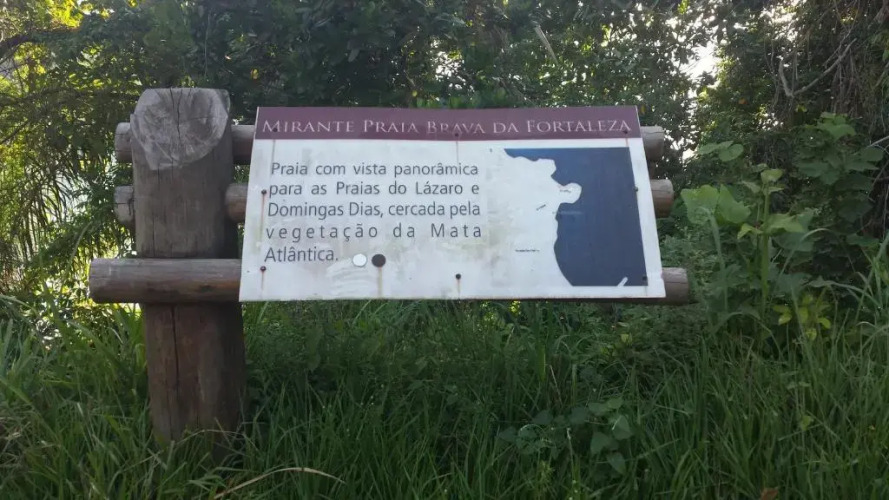 MIRANTE PRAIA BRAVA DA FORTALEZA
Praia com vista panorâmica
para as Praias do Lázaro e
Domingas Dias, cercada pela
vegetação da Mata
Atlântica.